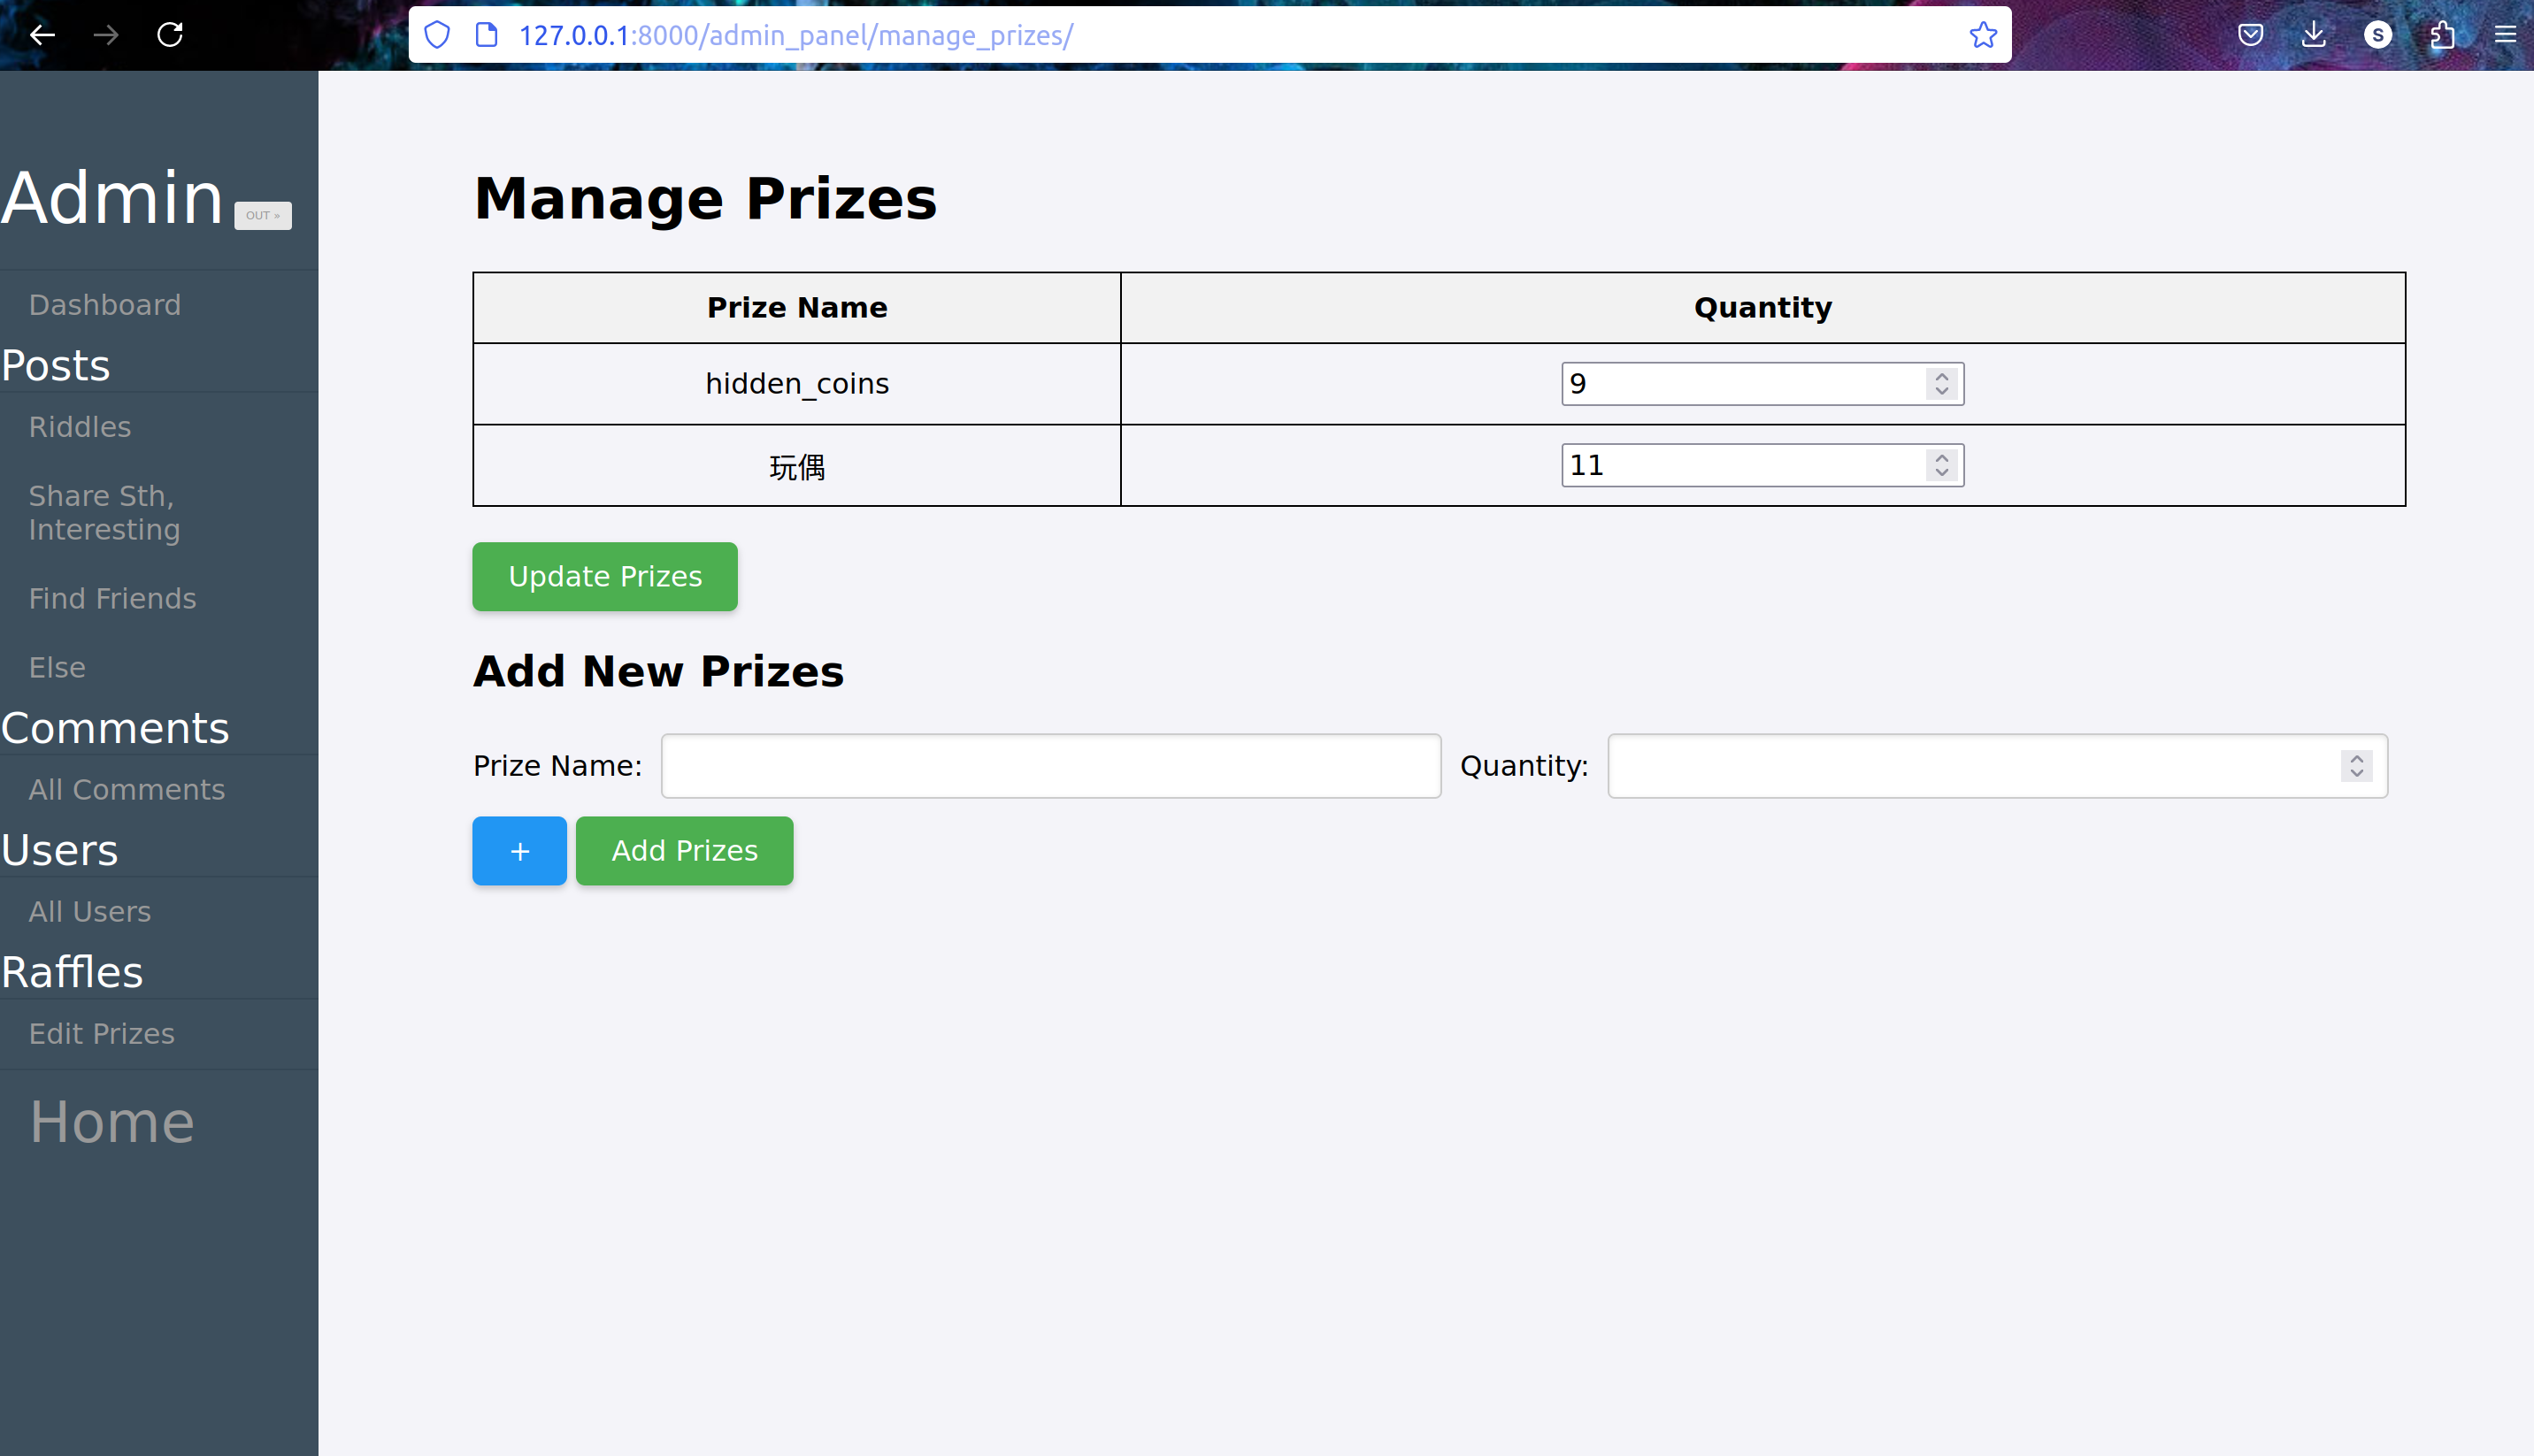 127.0.0.1:8000/admin_panel/manage_prizes/
S
Admin
OUT »
Dashboard
Posts
Riddles
Share Sth,
Interesting
Find Friends
Else
Comments
All Comments
Users
All Users
Raffles
Edit Prizes
Home
Manage Prizes
Prize Name Quantity
hidden_coins 9
玩偶 11
Update Prizes
Add New Prizes
Prize Name: Quantity:
+ Add Prizes